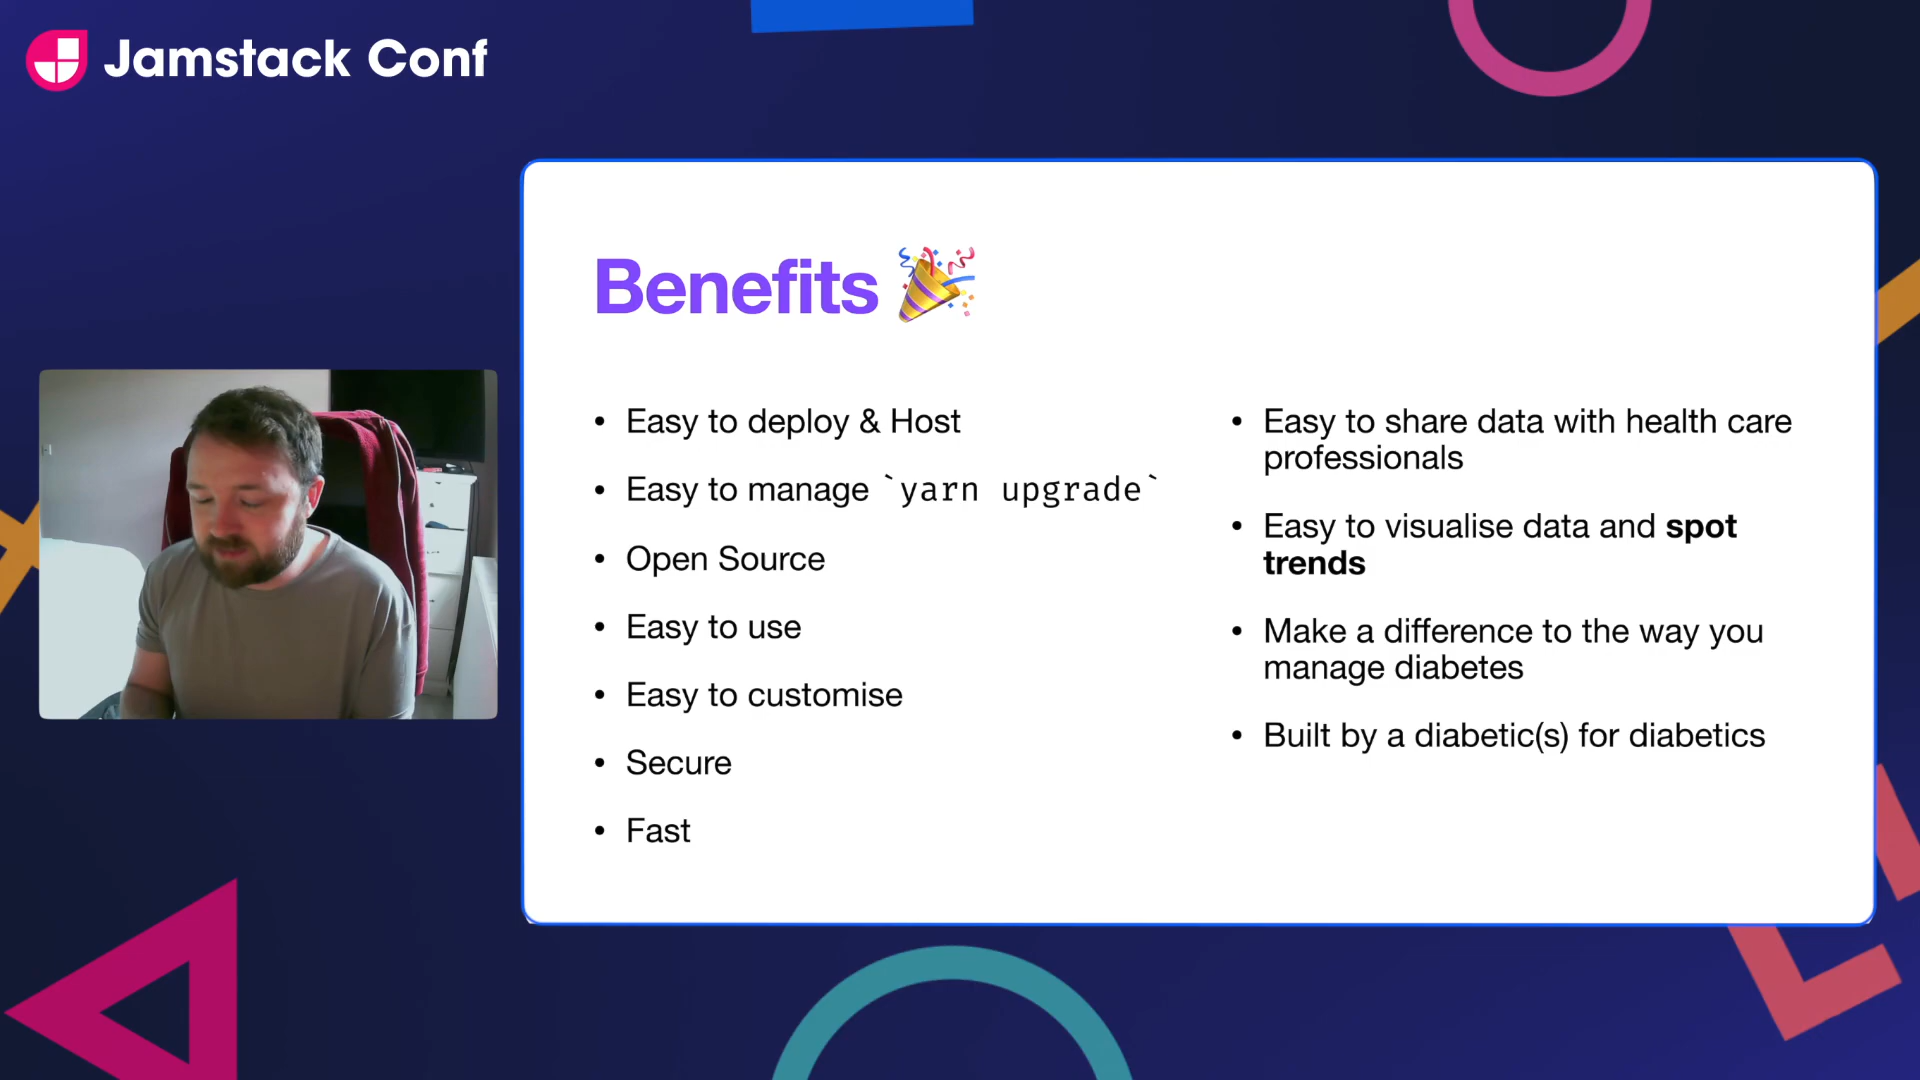 Jamstack Conf
Benefits 🎉
• Easy to deploy & Host
• Easy to manage `yarn upgrade`
• Open Source
• Easy to use
• Easy to customise
• Secure
• Fast
• Easy to share data with health care
professionals
• Easy to visualise data and spot
trends
• Make a difference to the way you
manage diabetes
• Built by a diabetic(s) for diabetics